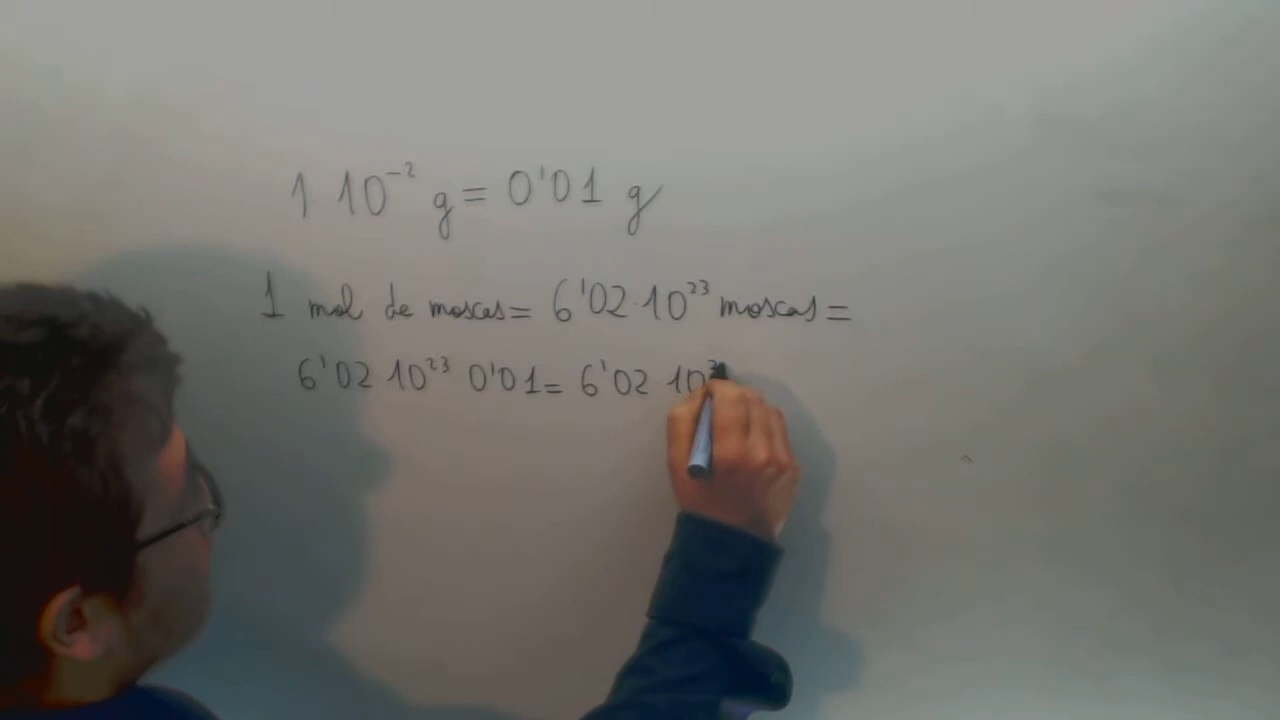 1 10⁻² g = 0'01 g
1 mol de moscas = 6'02·10²³ moscas =
6'02 10²³ 0'01 = 6'02 10²